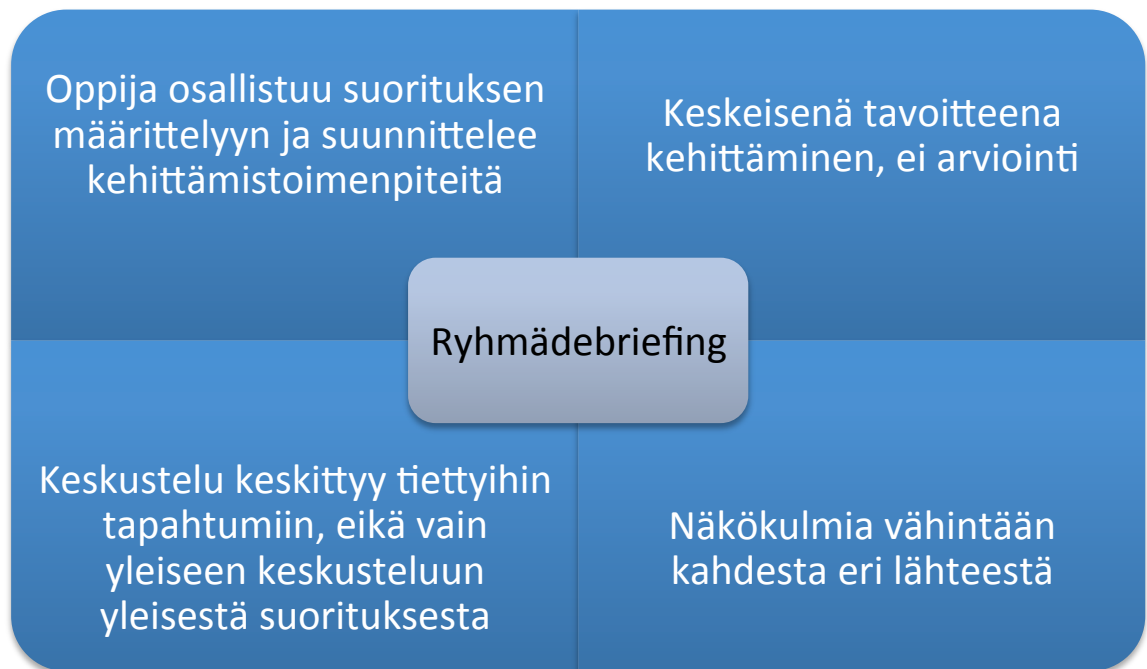 Oppija osallistuu suorituksen
määrittelyyn ja suunnittelee
kehittämistoimenpiteitä
Keskeisenä tavoitteena
kehittäminen, ei arviointi
Ryhmädebriefing
Keskustelu keskittyy tiettyihin
tapahtumiin, eikä vain
yleiseen keskusteluun
yleisestä suorituksesta
Näkökulmia vähintään
kahdesta eri lähteestä